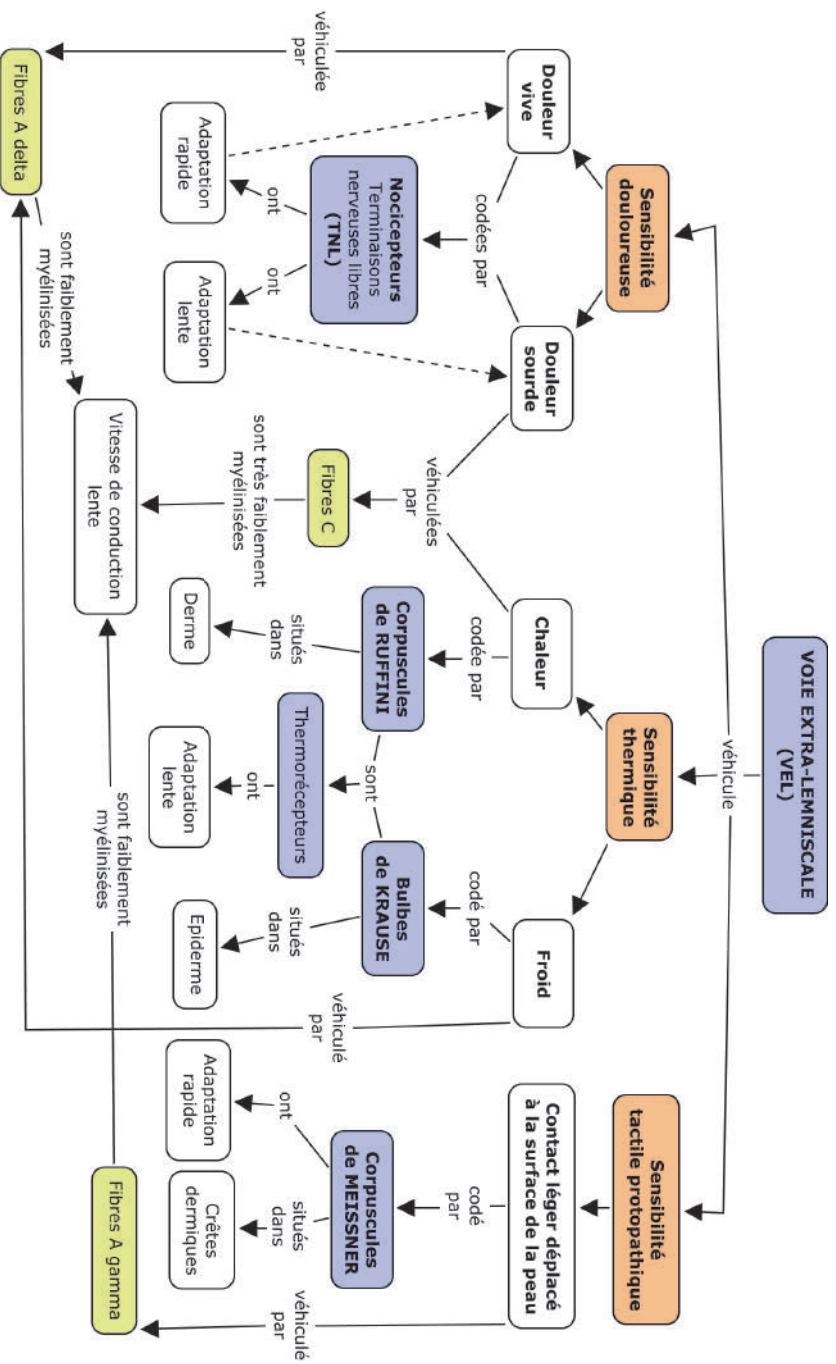 VOIE EXTRA-LEMNISCALE
(VEL)
véhicule
Sensibilité
douloureuse
Sensibilité
thermique
Sensibilité
tactile protopathique
Douleur
vive
Douleur
sourde
Chaleur
Froid
Contact léger déplacé
à la surface de la peau
véhiculée
par
codées par
véhiculées
par
codée par
codé par
véhiculé
par
codé
par
véhiculé
par
Nocicepteurs
Terminaisons
nerveuses libres
(TNL)
Fibres C
Corpuscules
de RUFFINI
sont
Bulbes
de KRAUSE
Corpuscules
de MEISSNER
ont
ont
situés
dans
Thermorécepteurs
ont
situés
dans
ont
situés
dans
Adaptation
rapide
Adaptation
lente
sont très faiblement
myélinisées
Derme
Adaptation
lente
Epiderme
Adaptation
rapide
Crêtes
dermiques
Fibres A delta
sont faiblement
myélinisées
Vitesse de conduction
lente
sont faiblement
myélinisées
Fibres A gamma